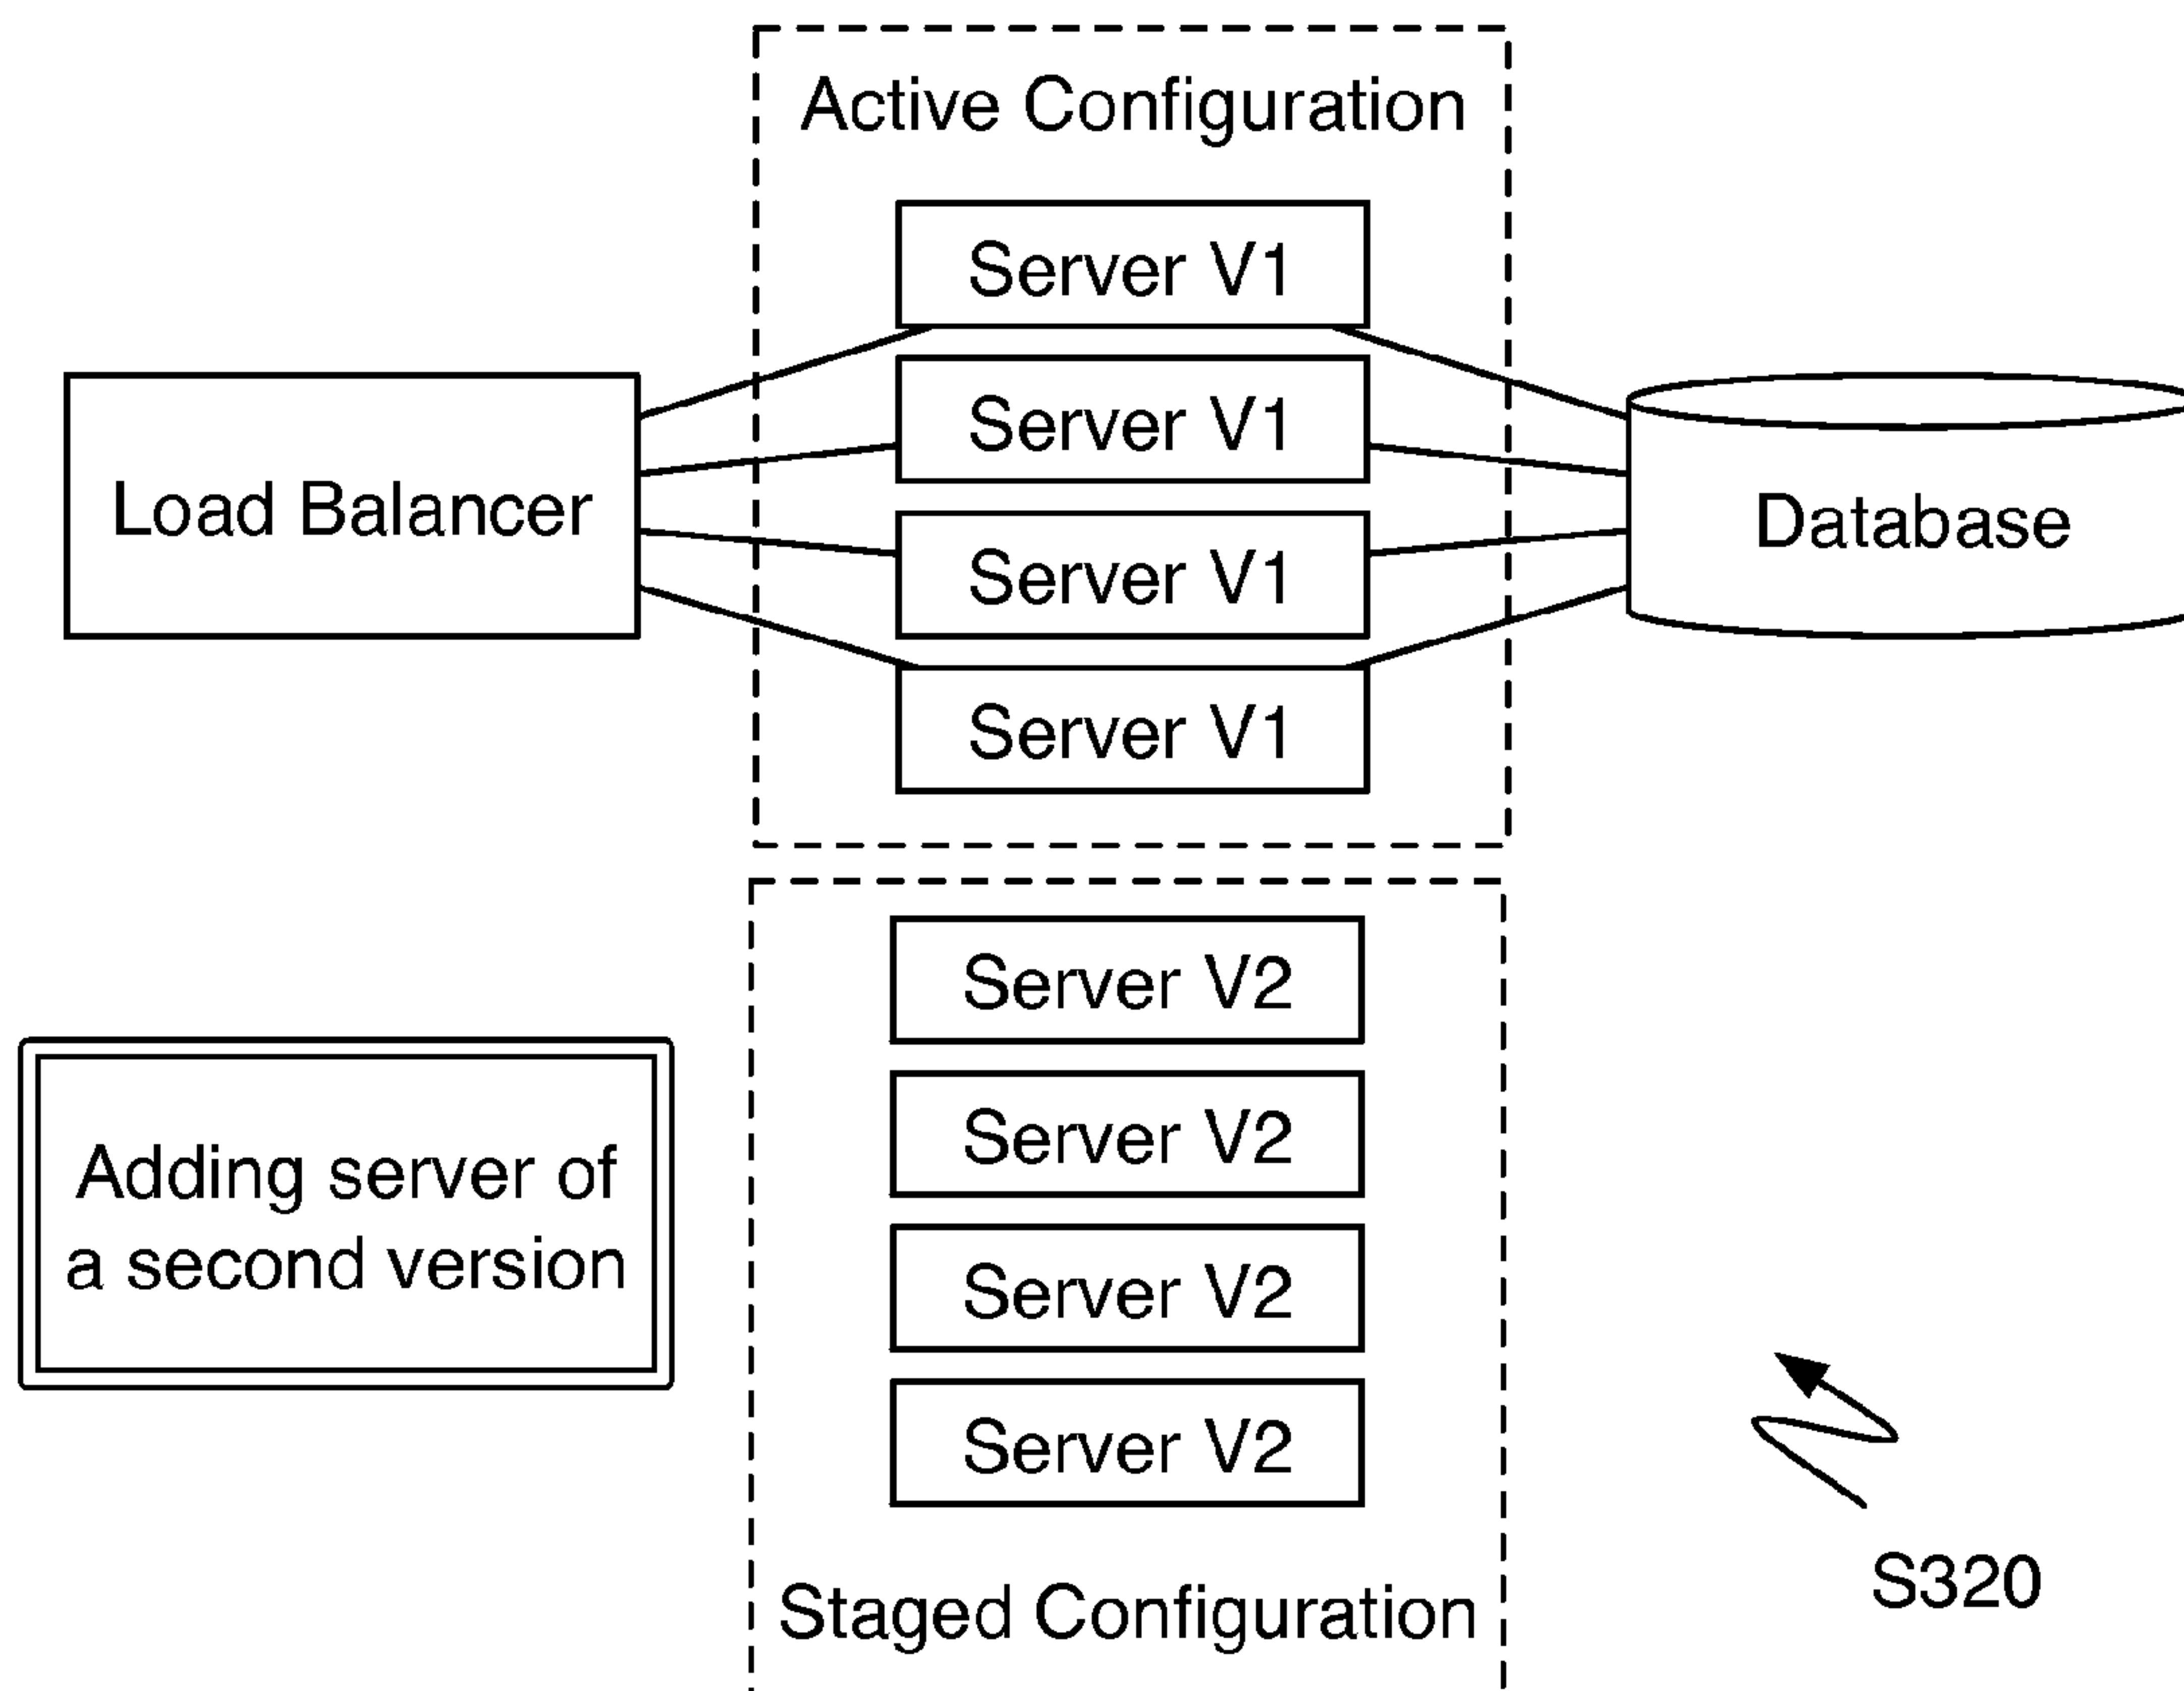 Active Configuration
Server V1
Server V1
Load Balancer
Database
Server V1
Server V1
Server V2
Server V2
Adding server of
a second version
Server V2
Server V2
Staged Configuration
S320